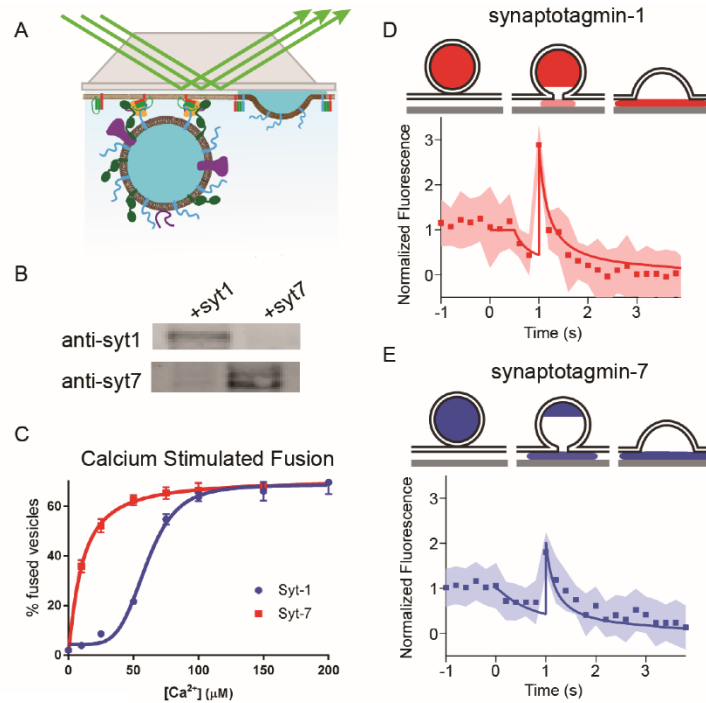 A
B
+syt1
+syt7
anti-syt1
anti-syt7
C
Calcium Stimulated Fusion
% fused vesicles
60
40
20
0
Syt-1
Syt-7
0
50
100
150
200
[Ca2+] (μM)
D
synaptotagmin-1
Normalized Fluorescence
3
2
1
0
-1
0
1
2
3
Time (s)
E
synaptotagmin-7
Normalized Fluorescence
3
2
1
0
-1
0
1
2
3
Time (s)